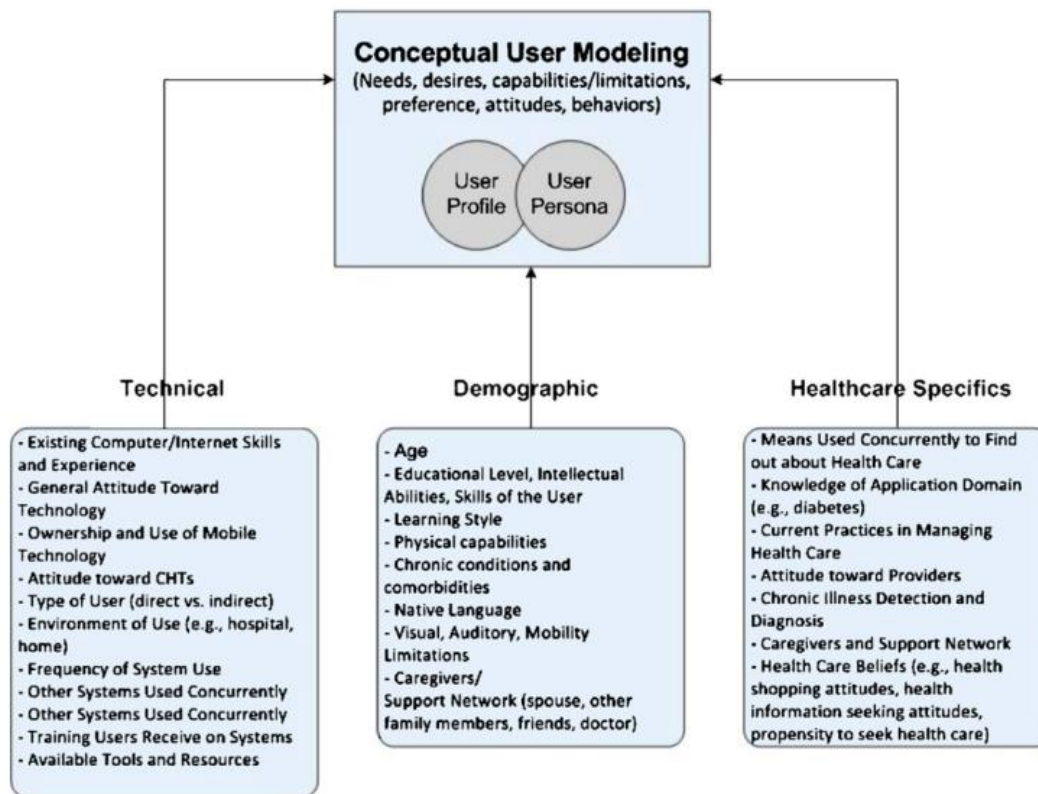 Conceptual User Modeling
(Needs, desires, capabilities/limitations,
preference, attitudes, behaviors)
User
Profile
User
Persona
Technical
- Existing Computer/Internet Skills
and Experience
- General Attitude Toward
Technology
- Ownership and Use of Mobile
Technology
- Attitude toward CHTs
- Type of User (direct vs. indirect)
- Environment of Use (e.g., hospital,
home)
- Frequency of System Use
- Other Systems Used Concurrently
- Other Systems Used Concurrently
- Training Users Receive on Systems
- Available Tools and Resources
Demographic
- Age
- Educational Level, Intellectual
Abilities, Skills of the User
- Learning Style
- Physical capabilities
- Chronic conditions and
comorbidities
- Native Language
- Visual, Auditory, Mobility
Limitations
- Caregivers/
Support Network (spouse, other
family members, friends, doctor)
Healthcare Specifics
- Means Used Concurrently to Find
out about Health Care
- Knowledge of Application Domain
(e.g., diabetes)
- Current Practices in Managing
Health Care
- Attitude toward Providers
- Chronic Illness Detection and
Diagnosis
- Caregivers and Support Network
- Health Care Beliefs (e.g., health
shopping attitudes, health
information seeking attitudes,
propensity to seek health care)